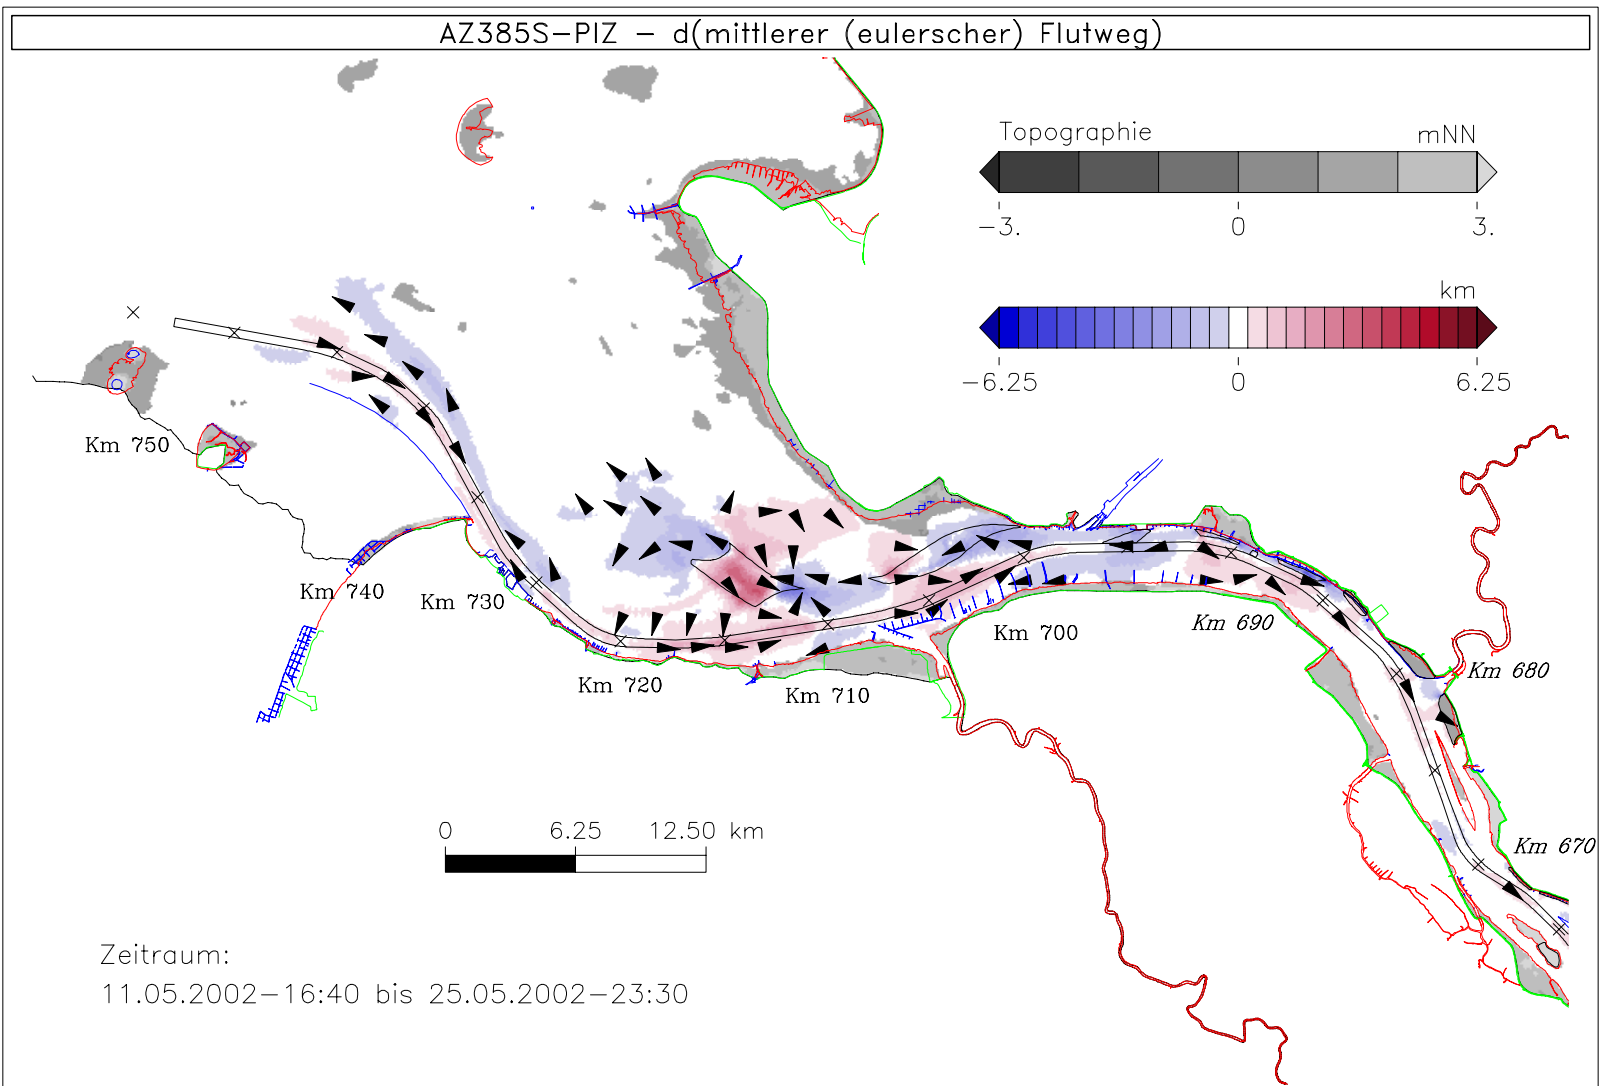 AZ385S-PIZ - d(mittlerer (eulerscher) Flutweg)
Topographie mNN
-3. 0 3.
km
-6.25 0 6.25
Km 750
Km 740
Km 730
Km 720
Km 710
Km 700
Km 690
Km 680
Km 670
0 6.25 12.50 km
Zeitraum:
11.05.2002-16:40 bis 25.05.2002-23:30